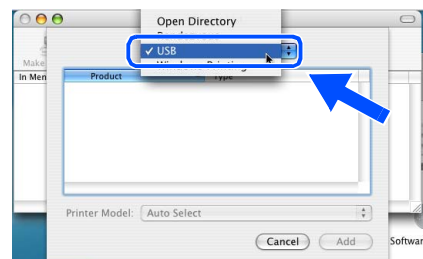 Open Directory
✓ USB
Make
In Men
Product
Type
Printer Model: Auto Select
Cancel
Add
Softwar